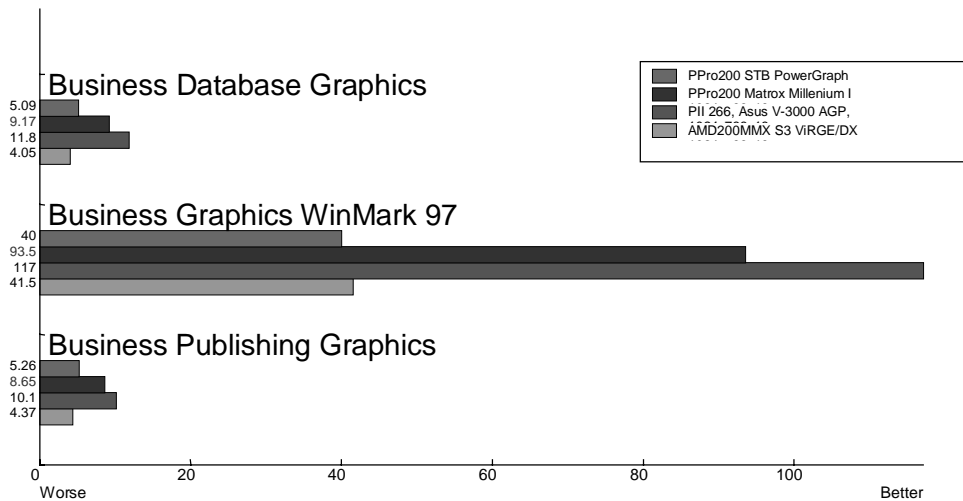 Business Database Graphics
5.09
9.17
11.8
4.05
PPro200 STB PowerGraph
PPro200 Matrox Millenium I
PII 266, Asus V-3000 AGP,
AMD200MMX S3 ViRGE/DX
Business Graphics WinMark 97
40
93.5
117
41.5
Business Publishing Graphics
5.26
8.65
10.1
4.37
0 20 40 60 80 100
Worse Better